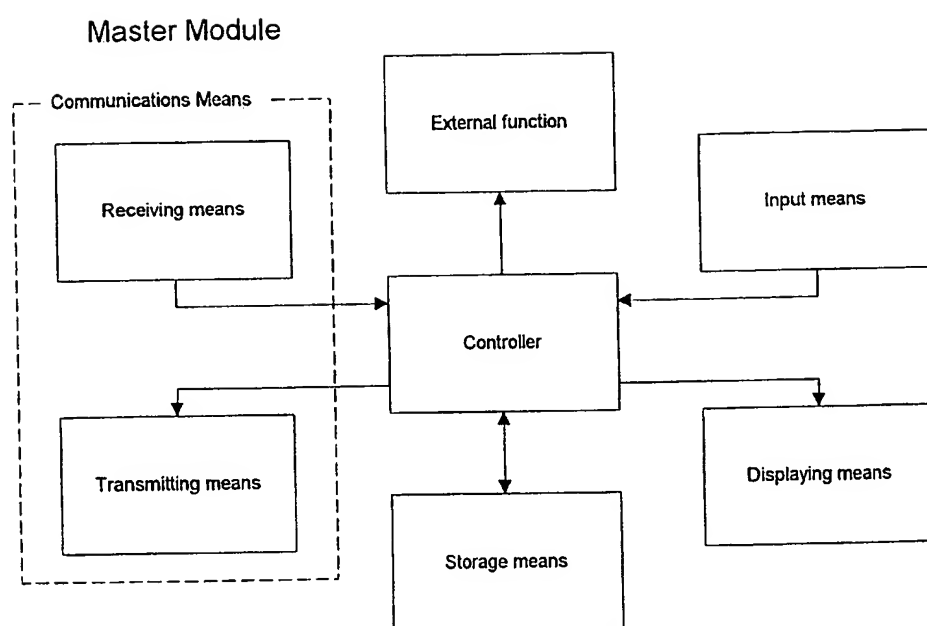 Master Module
Communications Means
External function
Receiving means
Input means
Controller
Transmitting means
Displaying means
Storage means